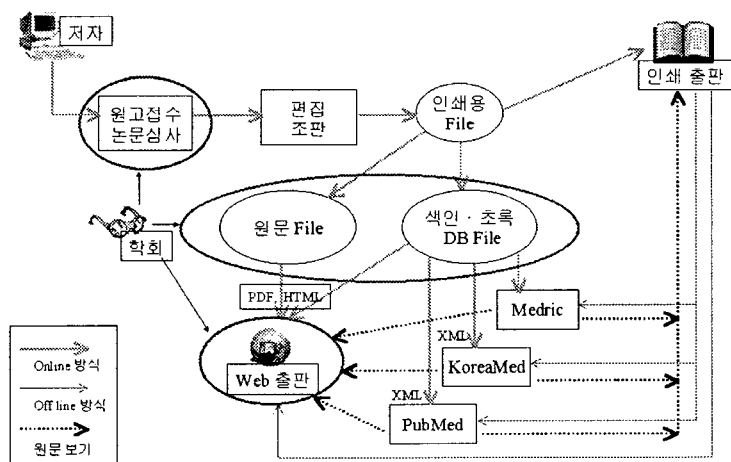 저자
인쇄 출판
원고접수
논문심사
편집
조판
인쇄용
File
원문 File
색인 · 초록
DB File
학회
PDF, HTML
Medric
XML
KoreaMed
Web 출판
XML
PubMed
Online 방식
Off line 방식
원문 보기